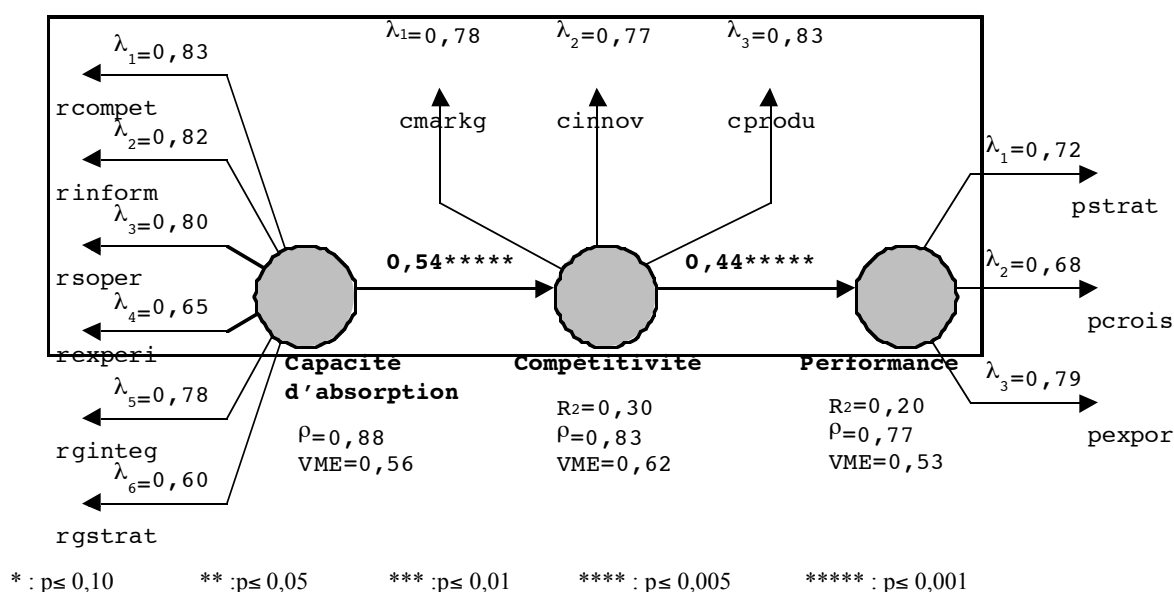 λ1=0,83
rcompet
λ2=0,82
rinform
λ3=0,80
rsoper
λ4=0,65
rexperi
λ5=0,78
rginteg
λ6=0,60
rgstrat
λ1=0,78
cmarkg
λ2=0,77
cinnov
λ3=0,83
cprodu
λ1=0,72
pstrat
λ2=0,68
pcrois
λ3=0,79
pexpor
0,54*****
0,44*****
Capacité
d'absorption
ρ=0,88
VME=0,56
Compétitivité
R2=0,30
ρ=0,83
VME=0,62
Performance
R2=0,20
ρ=0,77
VME=0,53
* : p≤ 0,10 ** :p≤ 0,05 *** :p≤ 0,01 **** : p≤ 0,005 ***** : p≤ 0,001